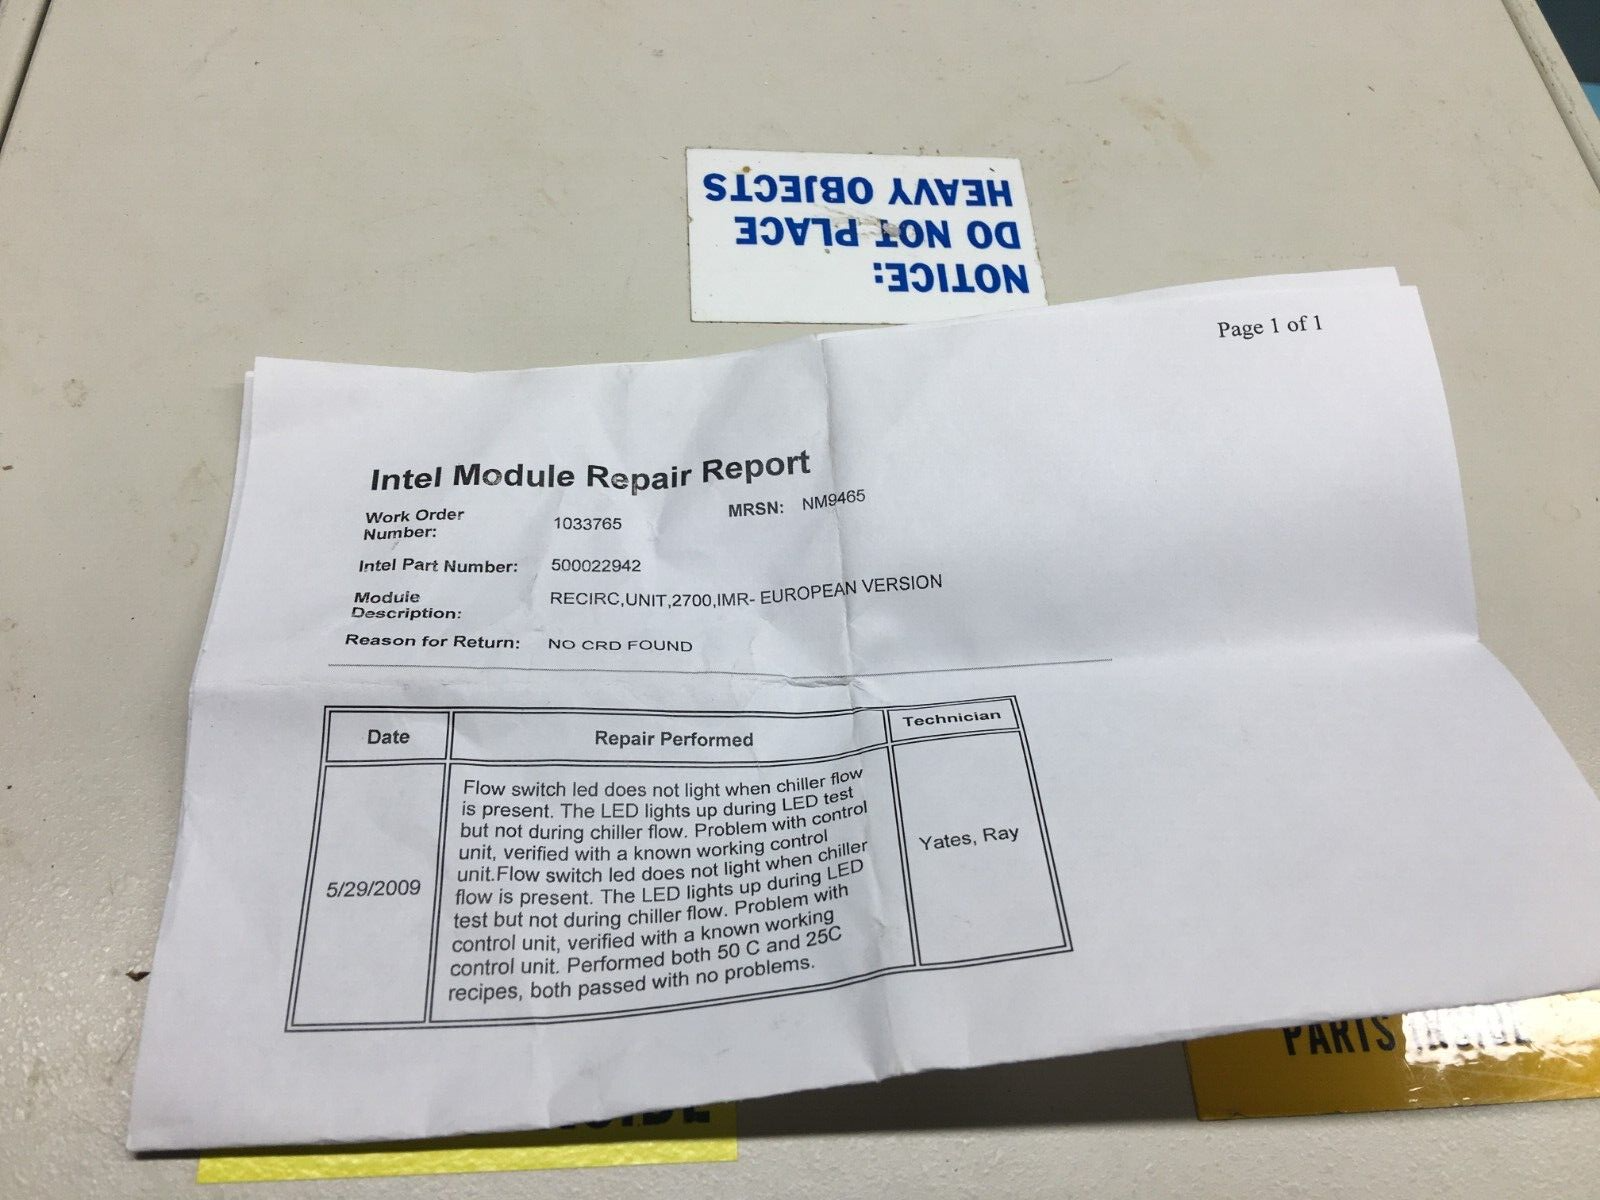 NOTICE:
DO NOT PLACE
HEAVY OBJECTS
Page 1 of 1
Intel Module Repair Report
Work Order
Number:
1033765
MRSN: NM9465
Intel Part Number: 500022942
Module
Description:
RECIRC,UNIT,2700,IMR- EUROPEAN VERSION
Reason for Return: NO CRD FOUND
Date
Repair Performed
Technician
5/29/2009
Flow switch led does not light when chiller flow
is present. The LED lights up during LED test
but not during chiller flow. Problem with control
unit, verified with a known working control
unit.Flow switch led does not light when chiller
flow is present. The LED lights up during LED
test but not during chiller flow. Problem with
control unit, verified with a known working
control unit. Performed both 50 C and 25C
recipes, both passed with no problems.
Yates, Ray
PARTS INSIDE